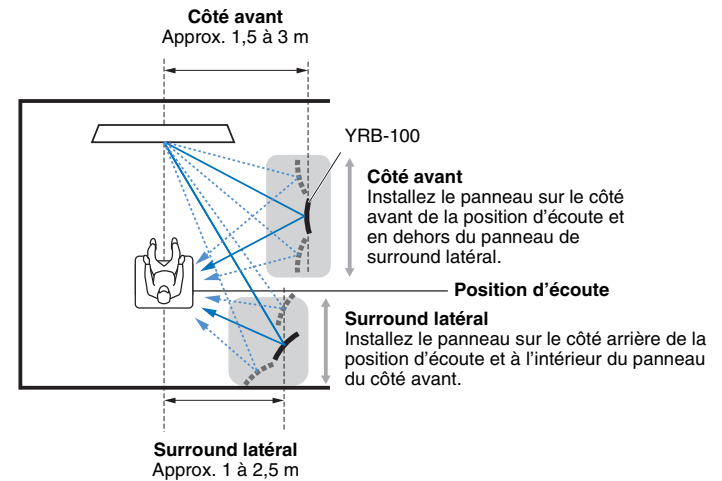 Côté avant
Approx. 1,5 à 3 m
YRB-100
Côté avant
Installez le panneau sur le côté
avant de la position d'écoute et
en dehors du panneau de
surround latéral.
Position d'écoute
Surround latéral
Installez le panneau sur le côté arrière de la
position d'écoute et à l'intérieur du panneau
du côté avant.
Surround latéral
Approx. 1 à 2,5 m